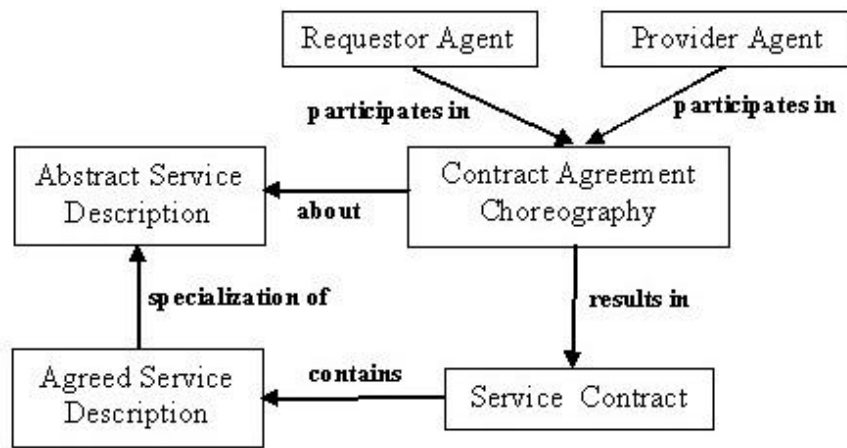 Requestor Agent
Provider Agent
participates in
participates in
Abstract Service
Description
about
Contract Agreement
Choreography
specialization of
results in
Agreed Service
Description
contains
Service Contract